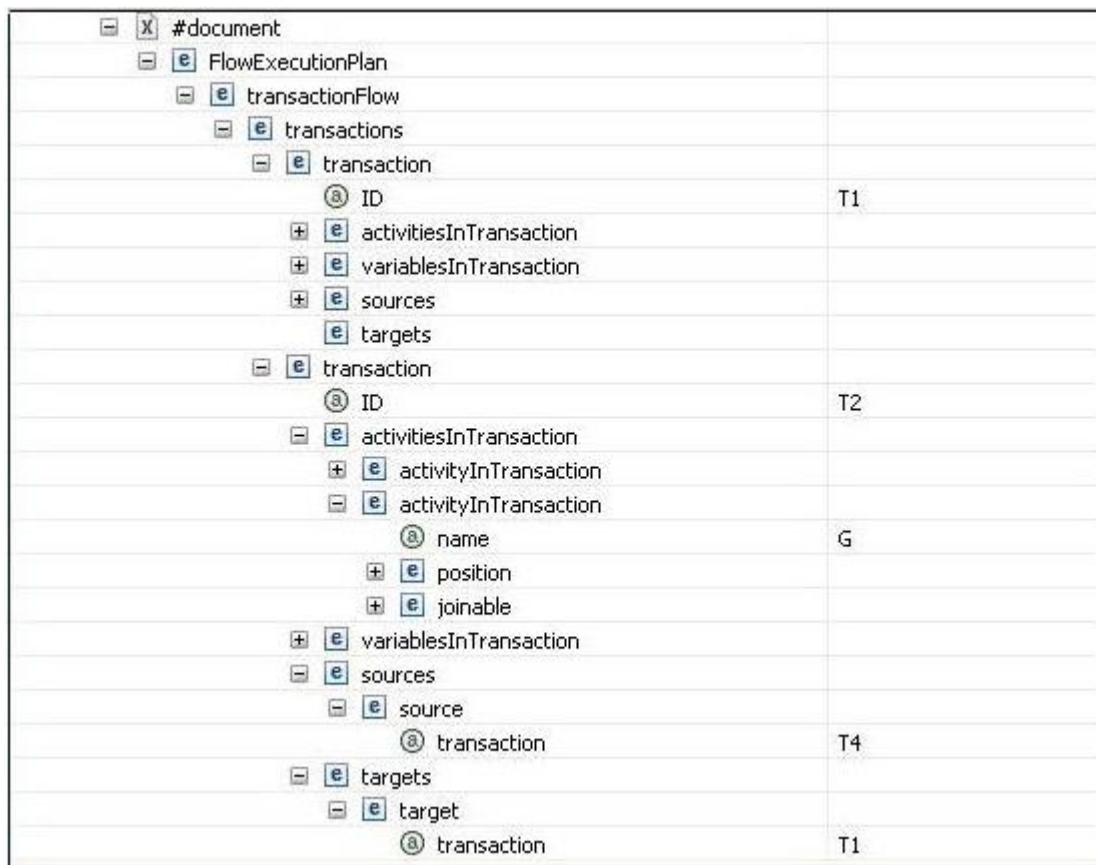 #document
FlowExecutionPlan
transactionFlow
transactions
transaction
ID T1
activitiesInTransaction
variablesInTransaction
sources
targets
transaction
ID T2
activitiesInTransaction
activityInTransaction
activityInTransaction
name G
position
joinable
variablesInTransaction
sources
source
transaction T4
targets
target
transaction T1